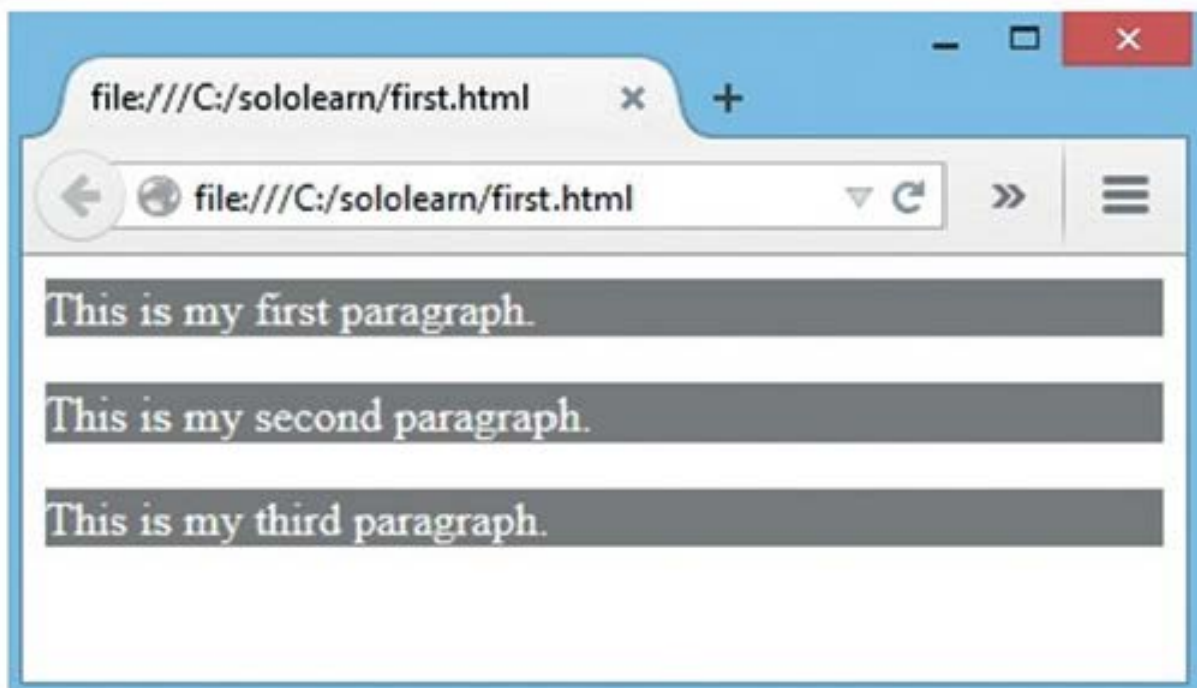 file:///C:/sololearn/first.html
file:///C:/sololearn/first.html
This is my first paragraph.
This is my second paragraph.
This is my third paragraph.